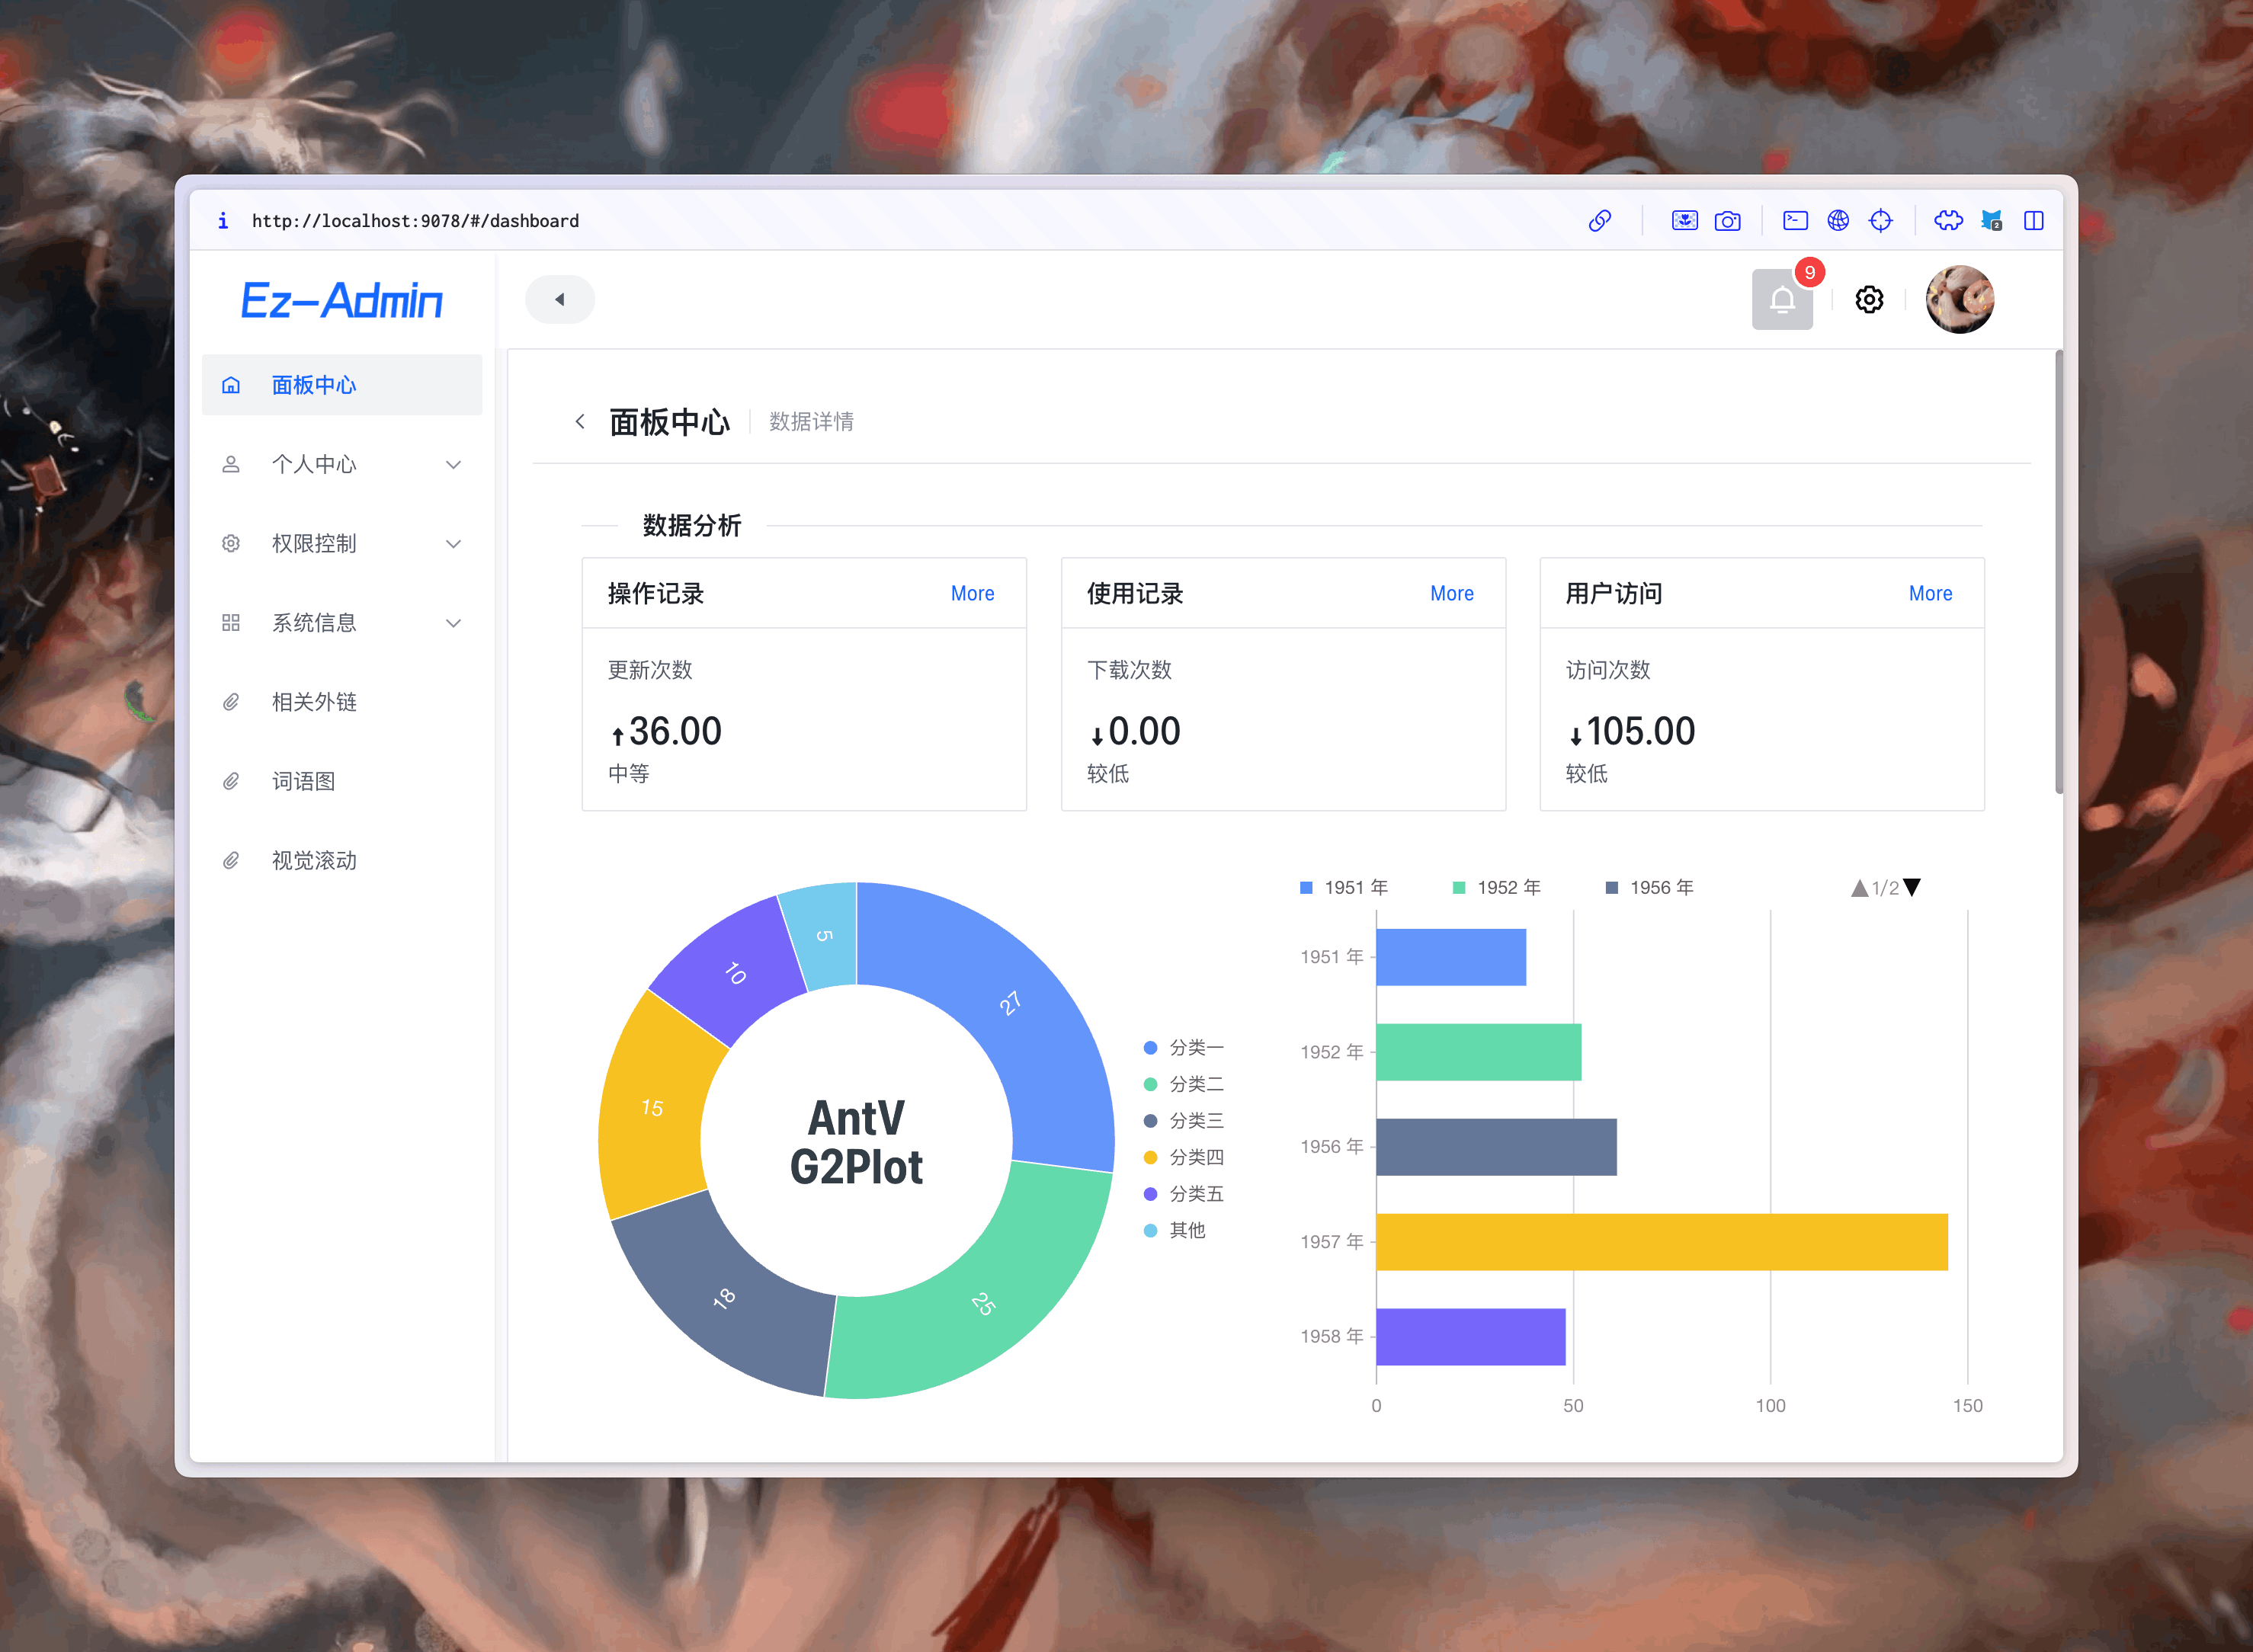 http://localhost:9078/#/dashboard
2
Ez-Admin
9
面板中心
个人中心
权限控制
系统信息
相关外链
词语图
视觉滚动
面板中心
数据详情
数据分析
操作记录
More
更新次数
↑36.00
中等
使用记录
More
下载次数
↓0.00
较低
用户访问
More
访问次数
↓105.00
较低
27
25
18
15
10
5
AntV
G2Plot
分类一
分类二
分类三
分类四
分类五
其他
1951 年
1952 年
1956 年
▲1/2▼
1951 年
1952 年
1956 年
1957 年
1958 年
0
50
100
150